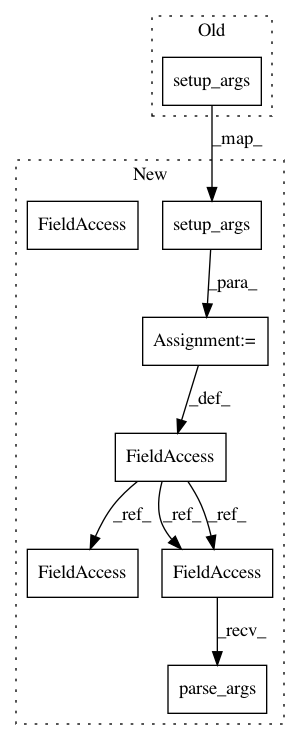 Old
setup_args
_map_
New
FieldAccess
setup_args
_para_
Assignment:=
_def_
FieldAccess
_ref_ _ref_ _ref_
FieldAccess
FieldAccess
_recv_
parse_args